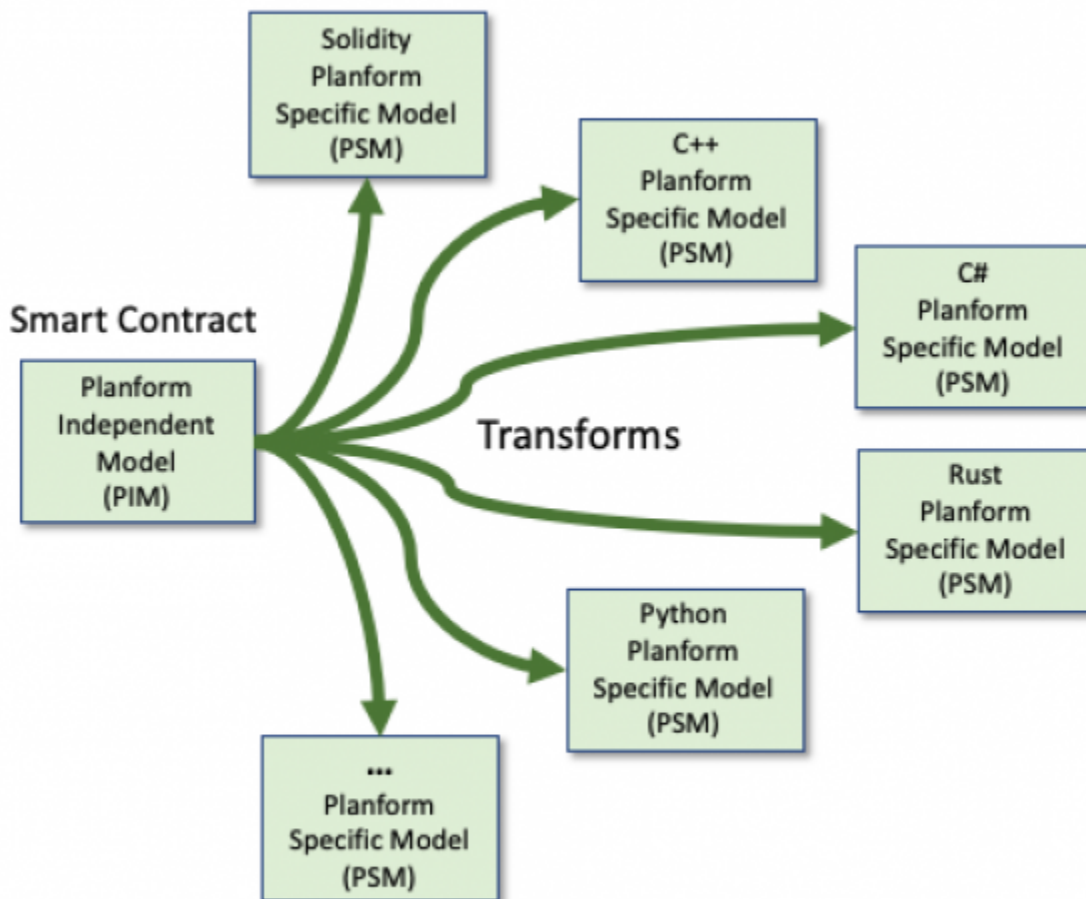 Solidity
Planform
Specific Model
(PSM)
C++
Planform
Specific Model
(PSM)
C#
Planform
Specific Model
(PSM)
Smart Contract
Planform
Independent
Model
(PIM)
Transforms
Rust
Planform
Specific Model
(PSM)
Python
Planform
Specific Model
(PSM)
...
Planform
Specific Model
(PSM)